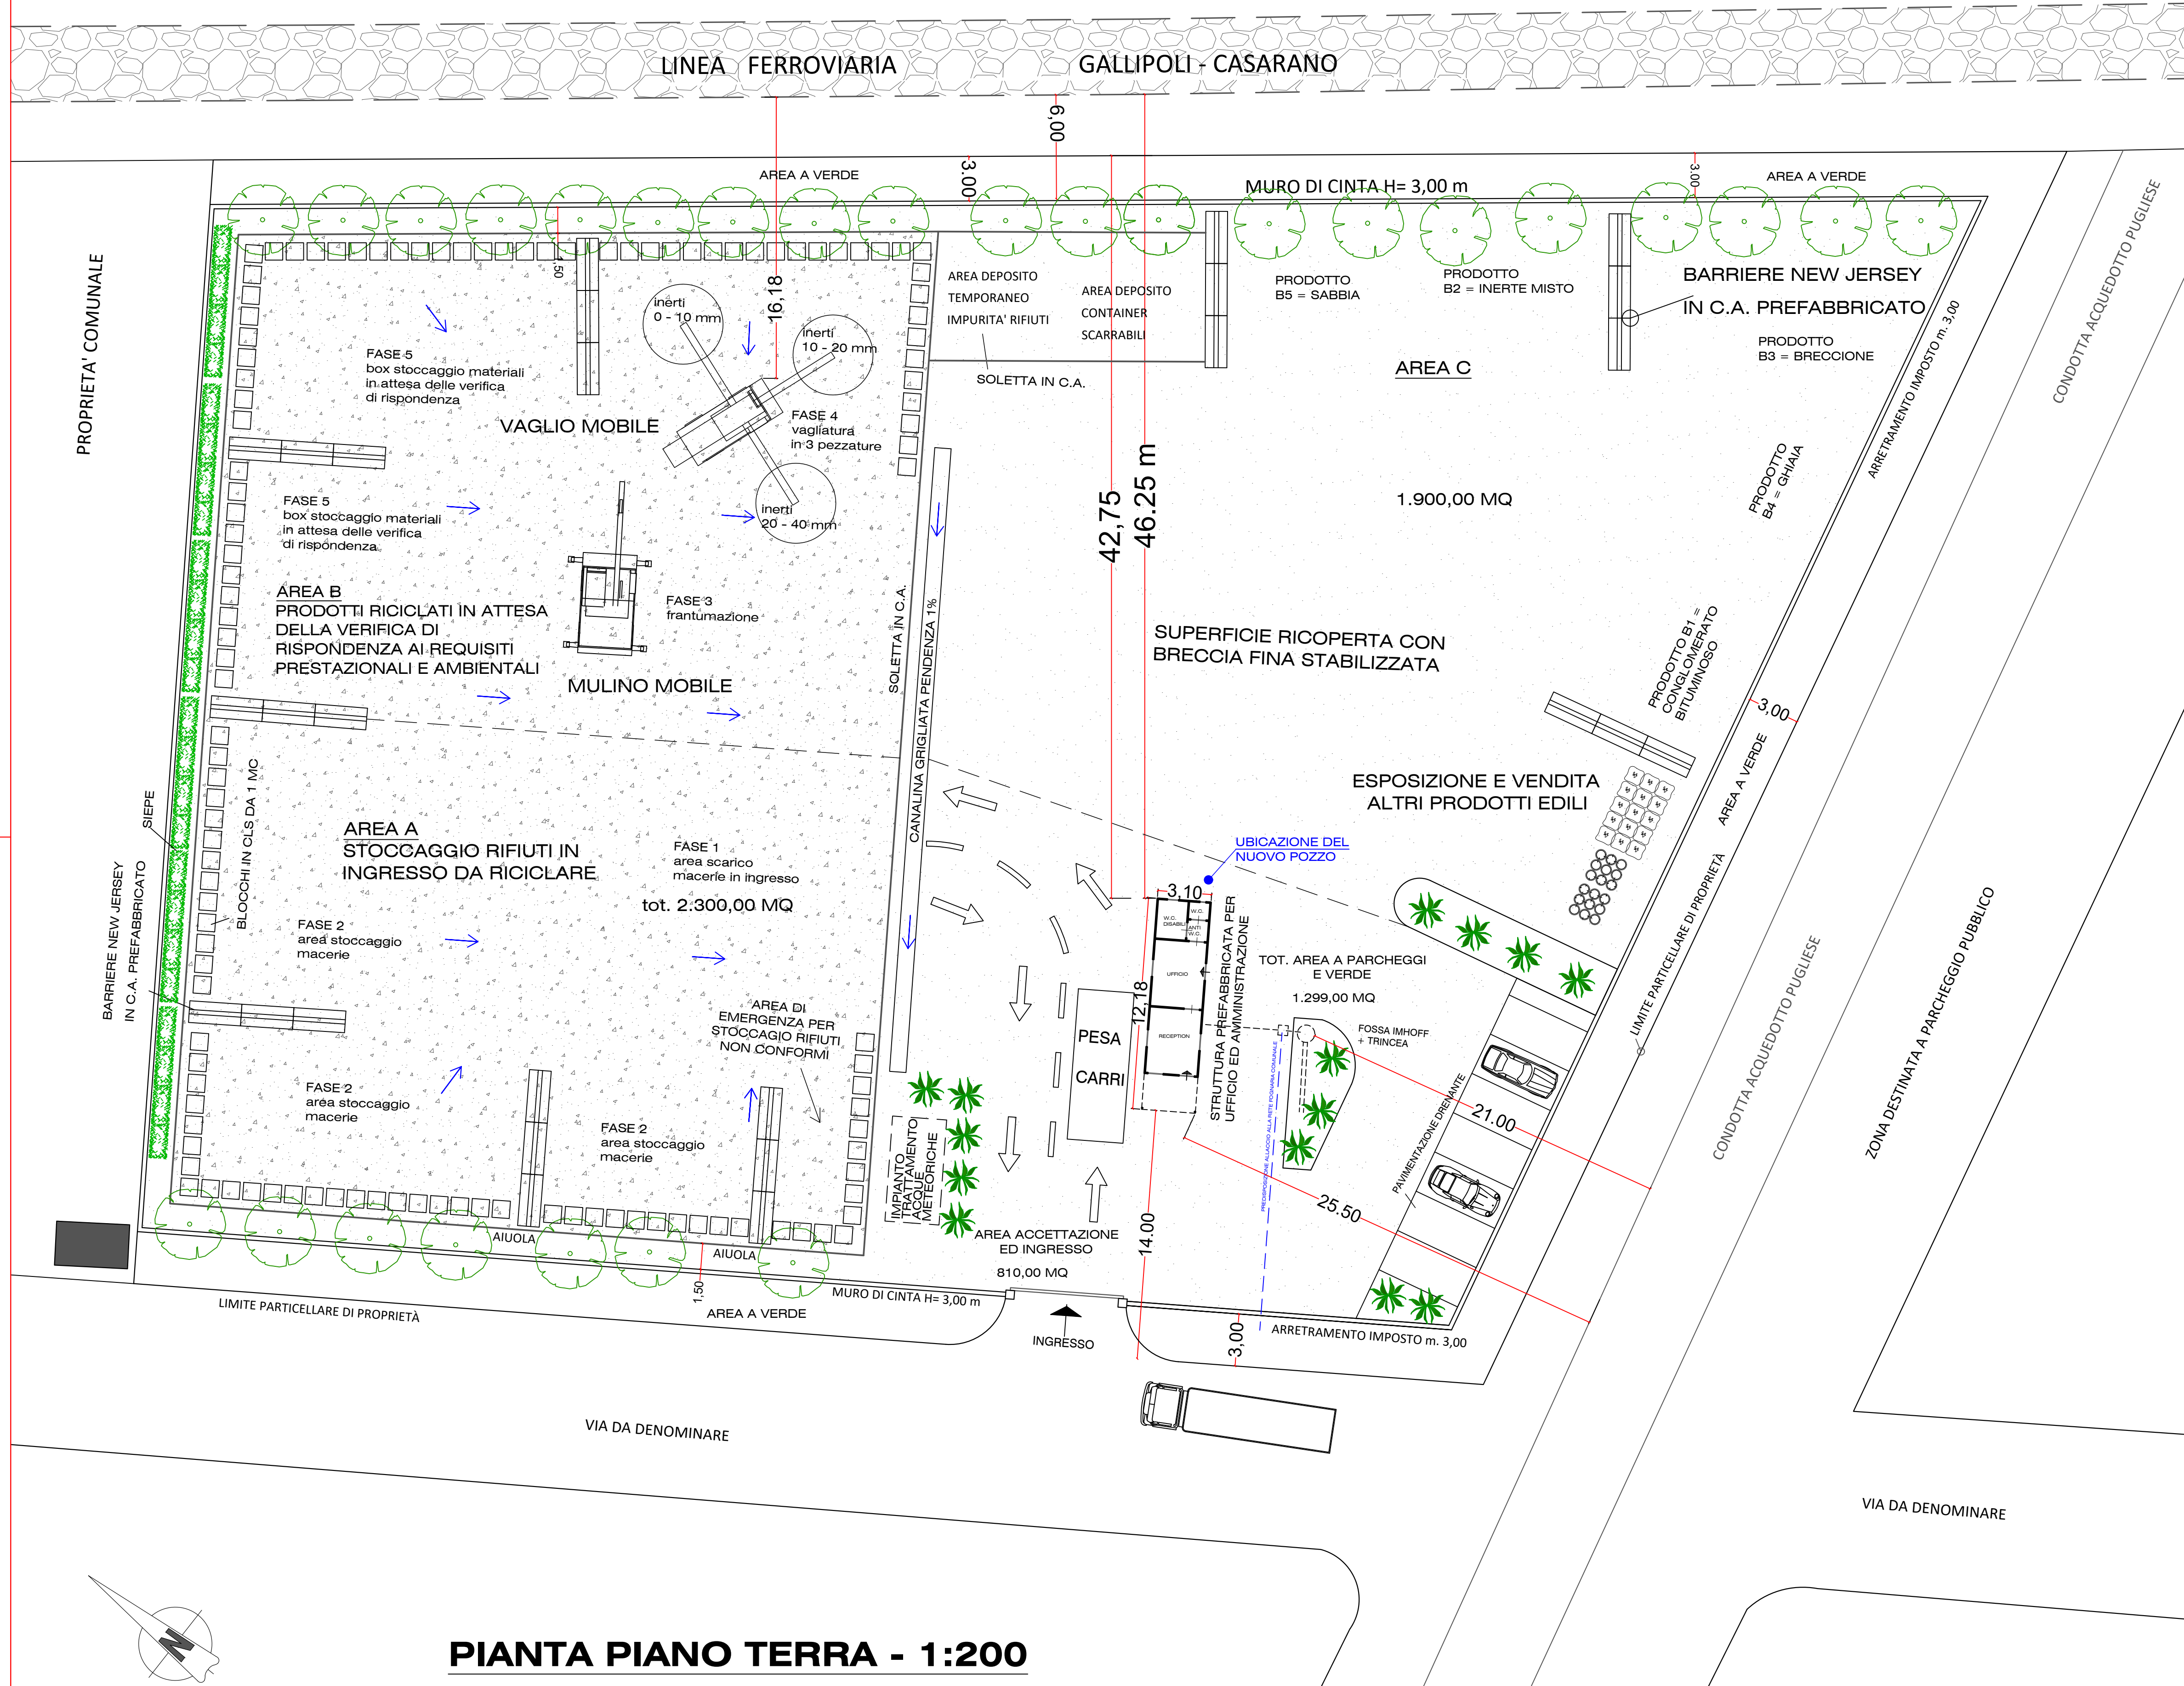 LINEA FERROVIARIA
GALLIPOLI - CASARANO
6,00
3.00
AREA A VERDE
MURO DI CINTA H= 3,00 m
3.00
AREA A VERDE
CONDOTTA ACQUEDOTTO PUGLIESE
PROPRIETA' COMUNALE
1.50
16,18
inerti
0 - 10 mm
inerti
10 - 20 mm
FASE 5
box stoccaggio materiali
in attesa delle verifica
di rispondenza
VAGLIO MOBILE
FASE 4
vagliatura
in 3 pezzature
inerti
20 - 40 mm
AREA DEPOSITO
TEMPORANEO
IMPURITA' RIFIUTI
AREA DEPOSITO
CONTAINER
SCARRABILI
SOLETTA IN C.A.
PRODOTTO
B5 = SABBIA
PRODOTTO
B2 = INERTE MISTO
BARRIERE NEW JERSEY
IN C.A. PREFABBRICATO
PRODOTTO
B3 = BRECCIONE
AREA C
ARRETRAMENTO IMPOSTO m. 3,00
1.900,00 MQ
PRODOTTO
B4 = GHIAIA
42,75
46.25 m
FASE 5
box stoccaggio materiali
in attesa delle verifica
di rispondenza
AREA B
PRODOTTI RICICLATI IN ATTESA
DELLA VERIFICA DI
RISPONDENZA AI REQUISITI
PRESTAZIONALI E AMBIENTALI
FASE 3
frantumazione
MULINO MOBILE
SOLETTA IN C.A.
CANALINA GRIGLIATA PENDENZA 1%
SUPERFICIE RICOPERTA CON
BRECCIA FINA STABILIZZATA
PRODOTTO B1 =
CONGLOMERATO
BITUMINOSO
3,00
AREA A VERDE
ESPOSIZIONE E VENDITA
ALTRI PRODOTTI EDILI
SIEPE
BARRIERE NEW JERSEY
IN C.A. PREFABBRICATO
BLOCCHI IN CLS DA 1 MC
AREA A
STOCCAGGIO RIFIUTI IN
INGRESSO DA RICICLARE
FASE 1
area scarico
macerie in ingresso
tot. 2.300,00 MQ
UBICAZIONE DEL
NUOVO POZZO
3,10
W.C.
DISABILI
W.C.
ANTI
W.C.
UFFICIO
RECEPTION
12,18
STRUTTURA PREFABBRICATA PER
UFFICIO ED AMMINISTRAZIONE
TOT. AREA A PARCHEGGI
E VERDE
1.299,00 MQ
FOSSA IMHOFF
+ TRINCEA
LIMITE PARTICELLARE DI PROPRIETÀ
CONDOTTA ACQUEDOTTO PUGLIESE
ZONA DESTINATA A PARCHEGGIO PUBBLICO
FASE 2
area stoccaggio
macerie
AREA DI
EMERGENZA PER
STOCCAGIO RIFIUTI
NON CONFORMI
PESA
CARRI
FASE 2
area stoccaggio
macerie
FASE 2
area stoccaggio
macerie
IMPIANTO
TRATTAMENTO
ACQUE
METEORICHE
PREDISPOSIZIONE ALLACCIO ALLA RETE FOGNARIA COMUNALE
PAVIMENTAZIONE DRENANTE
21.00
25.50
14.00
AREA ACCETTAZIONE
ED INGRESSO
810,00 MQ
AIUOLA
AIUOLA
1,50
MURO DI CINTA H= 3,00 m
LIMITE PARTICELLARE DI PROPRIETÀ
AREA A VERDE
INGRESSO
3,00
ARRETRAMENTO IMPOSTO m. 3,00
VIA DA DENOMINARE
VIA DA DENOMINARE
N
PIANTA PIANO TERRA - 1:200